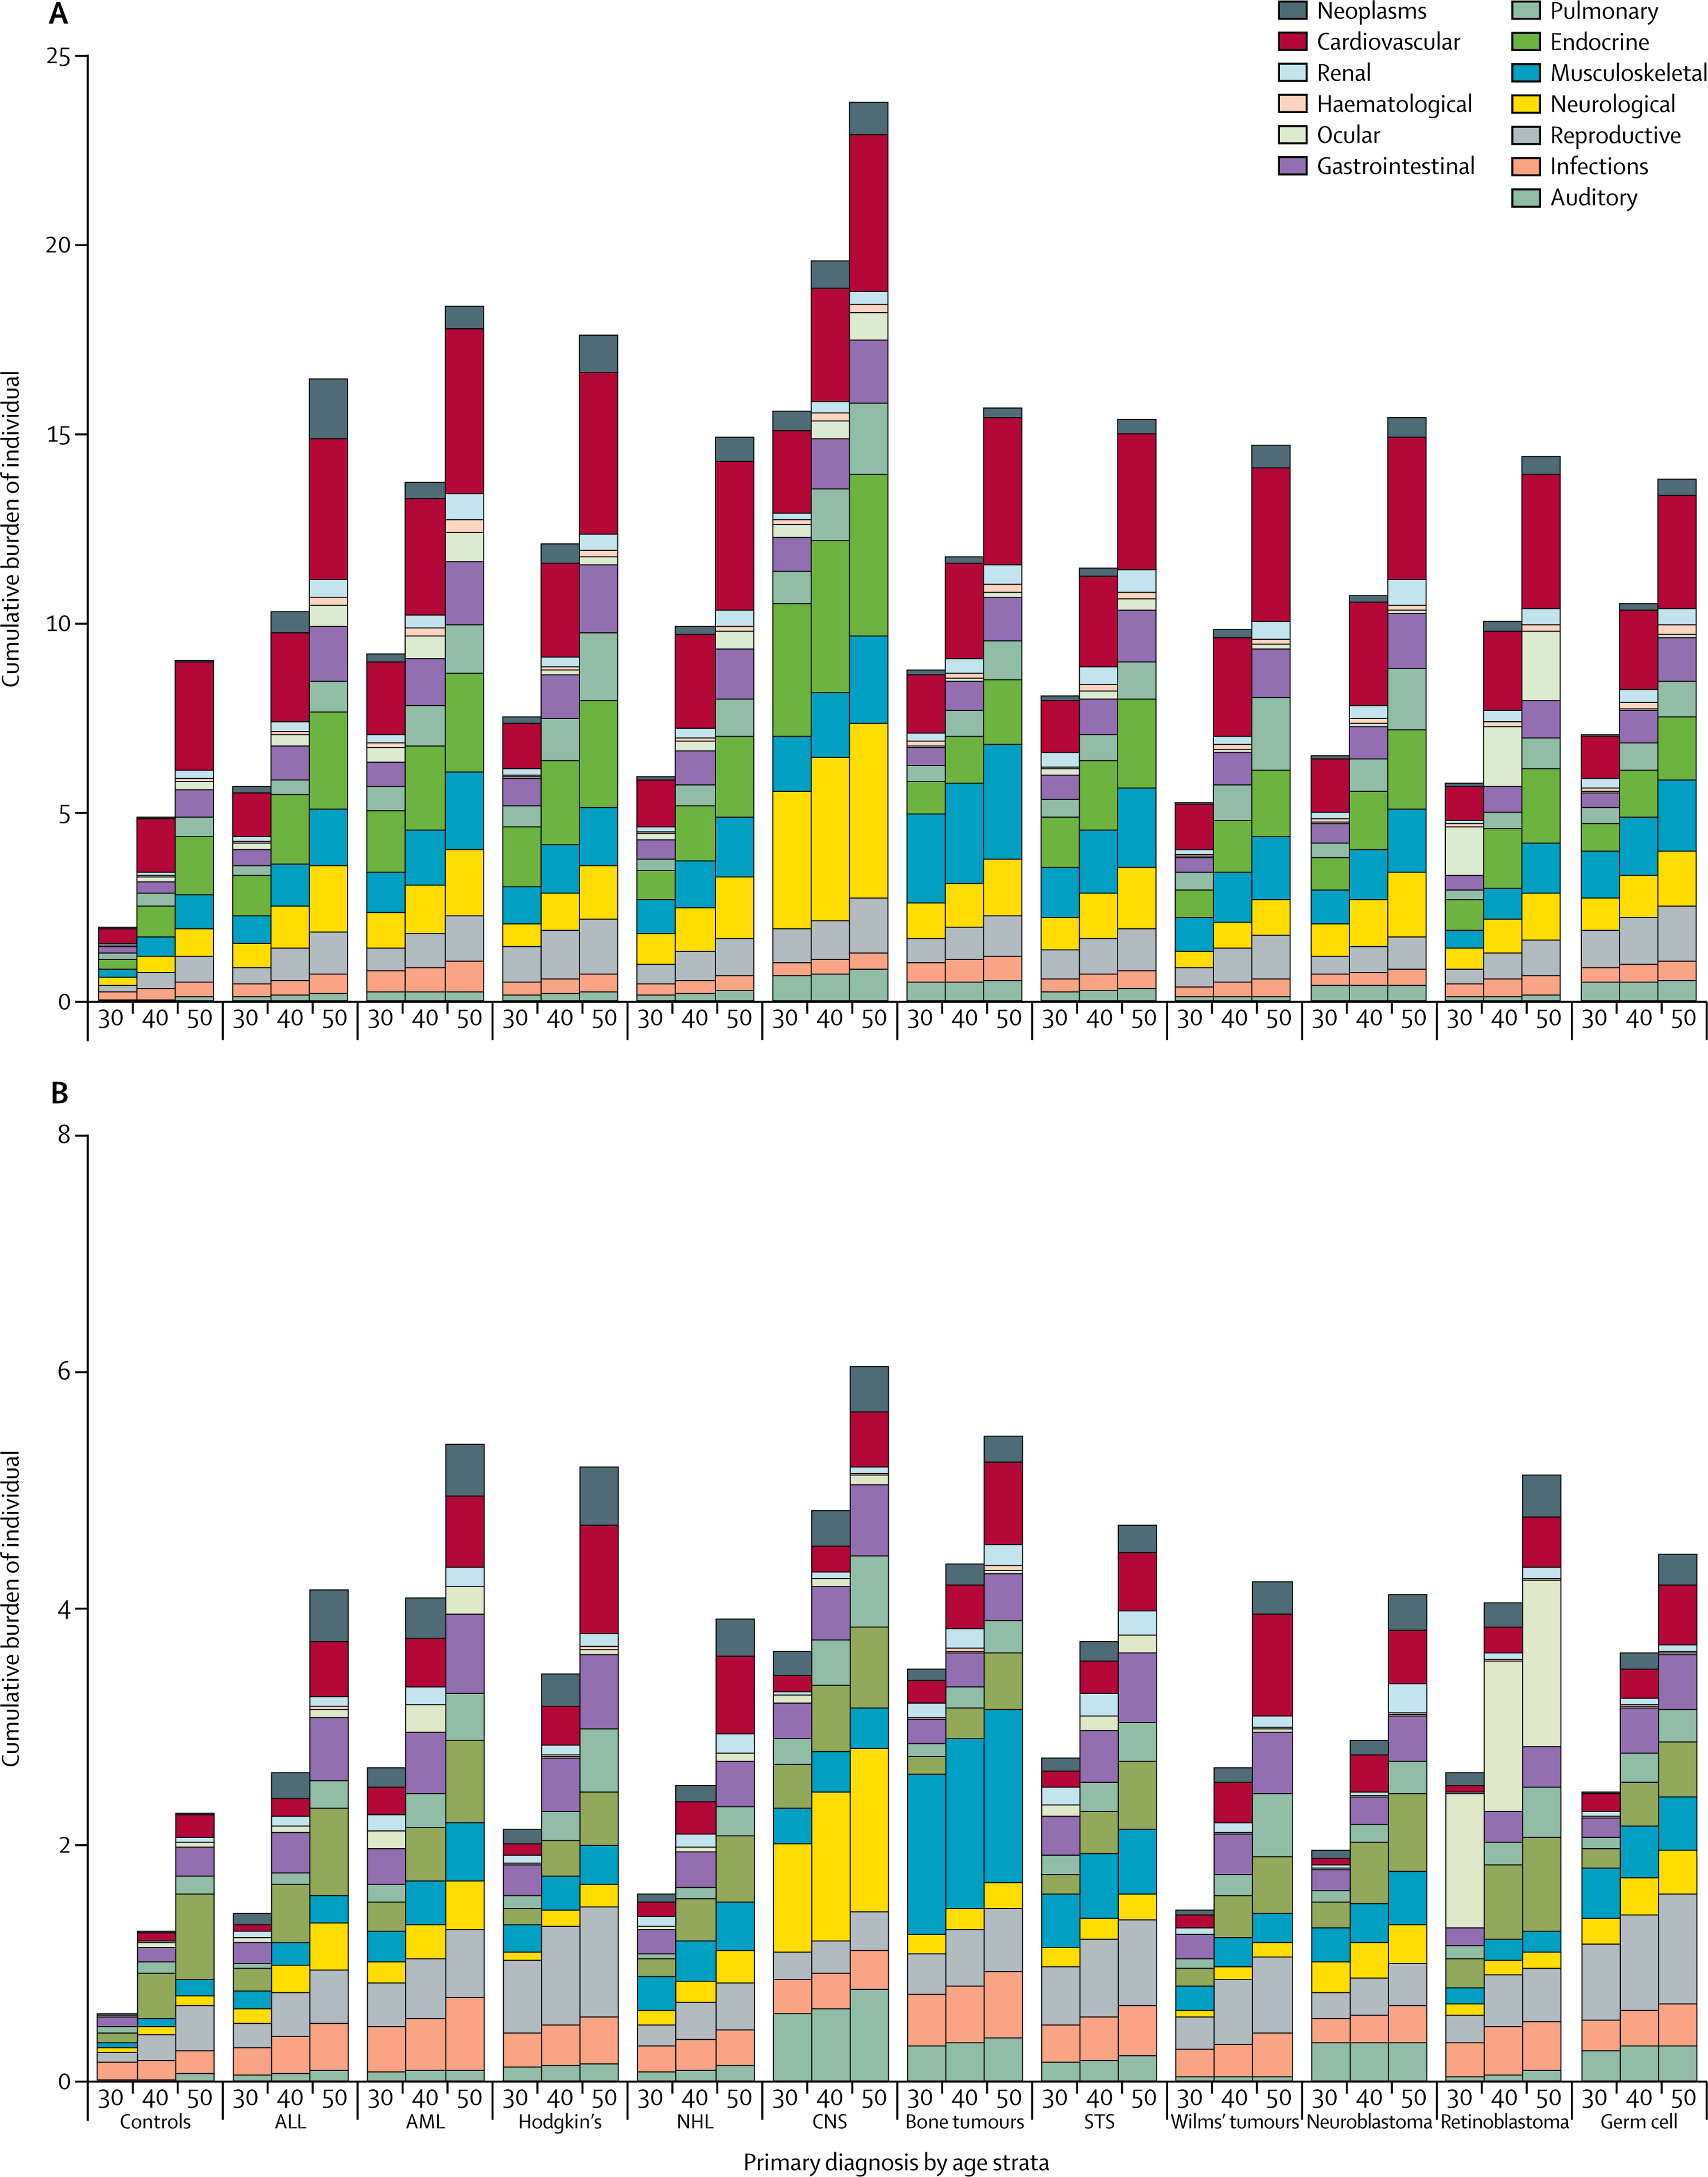 A
Neoplasms
Cardiovascular
Renal
Haematological
Ocular
Gastrointestinal
Pulmonary
Endocrine
Musculoskeletal
Neurological
Reproductive
Infections
Auditory
Cumulative burden of individual
25
20
15
10
5
0
30 40 50 30 40 50 30 40 50 30 40 50 30 40 50 30 40 50 30 40 50 30 40 50 30 40 50 30 40 50 30 40 50 30 40 50
B
Cumulative burden of individual
8
6
4
2
0
30 40 50 30 40 50 30 40 50 30 40 50 30 40 50 30 40 50 30 40 50 30 40 50 30 40 50 30 40 50 30 40 50 30 40 50
Controls ALL AML Hodgkin's NHL CNS Bone tumours STS Wilms' tumours Neuroblastoma Retinoblastoma Germ cell
Primary diagnosis by age strata